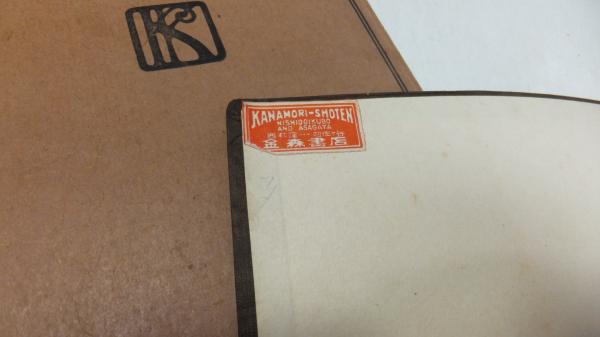 KANAMORI-SHOTEN
NISHIOGIKUBO
AND ASAGAYA
金森書店